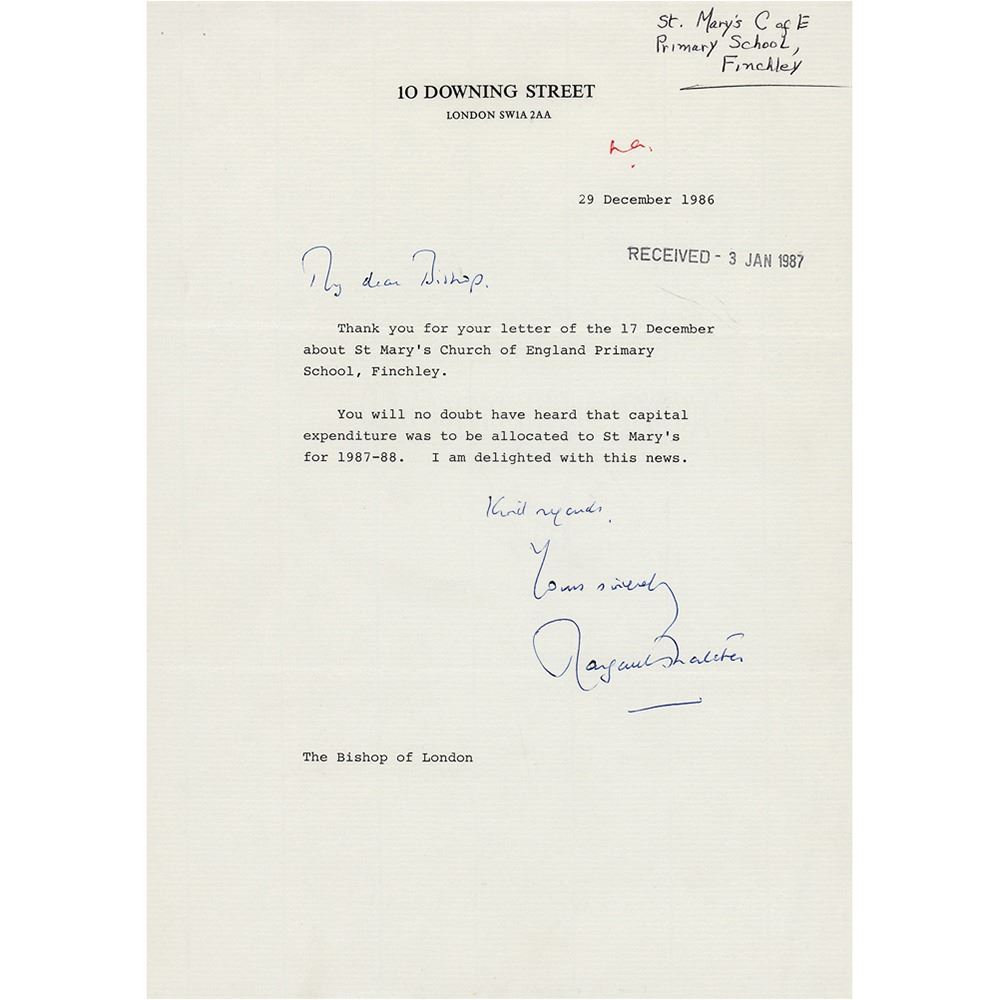 St. Mary's C of E
Primary School,
Finchley
10 DOWNING STREET
LONDON SW1A 2AA
29 December 1986
RECEIVED - 3 JAN 1987
My dear Bishop.
Thank you for your letter of the 17 December
about St Mary's Church of England Primary
School, Finchley.
You will no doubt have heard that capital
expenditure was to be allocated to St Mary's
for 1987-88. I am delighted with this news.
Kind regards.
Yours sincerely
Margaret Thatcher
The Bishop of London